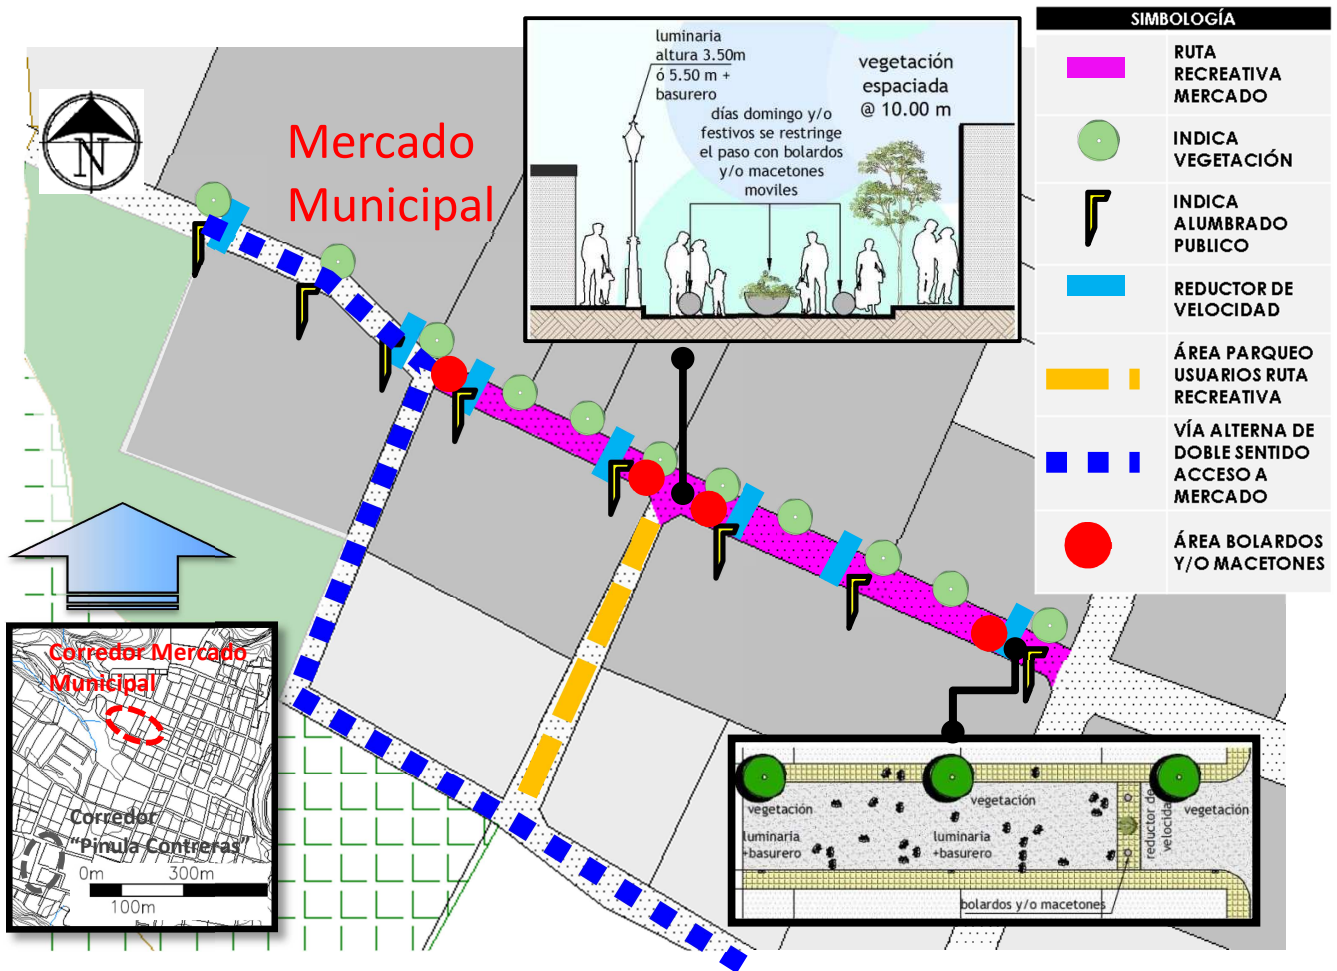 SIMBOLOGÍA
RUTA
RECREATIVA
MERCADO
INDICA
VEGETACIÓN
INDICA
ALUMBRADO
PUBLICO
REDUCTOR DE
VELOCIDAD
ÁREA PARQUEO
USUARIOS RUTA
RECREATIVA
VÍA ALTERNA DE
DOBLE SENTIDO
ACCESO A
MERCADO
ÁREA BOLARDOS
Y/O MACETONES
N
Mercado
Municipal
luminaria
altura 3.50m
ó 5.50 m +
basurero
días domingo y/o
festivos se restringe
el paso con bolardos
y/o macetones
moviles
vegetación
espaciada
@ 10.00 m
Corredor Mercado
Municipal
Corredor
“Pinula Contreras”
0m
300m
100m
vegetación
vegetación
vegetación
luminaria
+basurero
luminaria
+basurero
reductor de
velocidad
bolardos y/o macetones